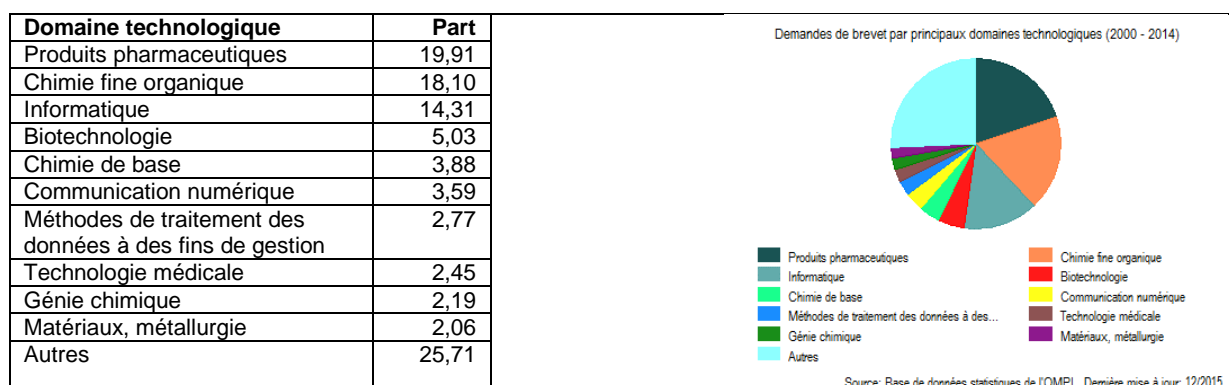 Domaine technologique Part
Produits pharmaceutiques 19,91
Chimie fine organique 18,10
Informatique 14,31
Biotechnologie 5,03
Chimie de base 3,88
Communication numérique 3,59
Méthodes de traitement des 2,77
données à des fins de gestion
Technologie médicale 2,45
Génie chimique 2,19
Matériaux, métallurgie 2,06
Autres 25,71
Demandes de brevet par principaux domaines technologiques (2000 - 2014)
Produits pharmaceutiques Chimie fine organique
Informatique Biotechnologie
Chimie de base Communication numérique
Méthodes de traitement des données à des... Technologie médicale
Génie chimique Matériaux, métallurgie
Autres
Source: Base de données statistiques de l'OMPI. Dernière mise à jour: 12/2015